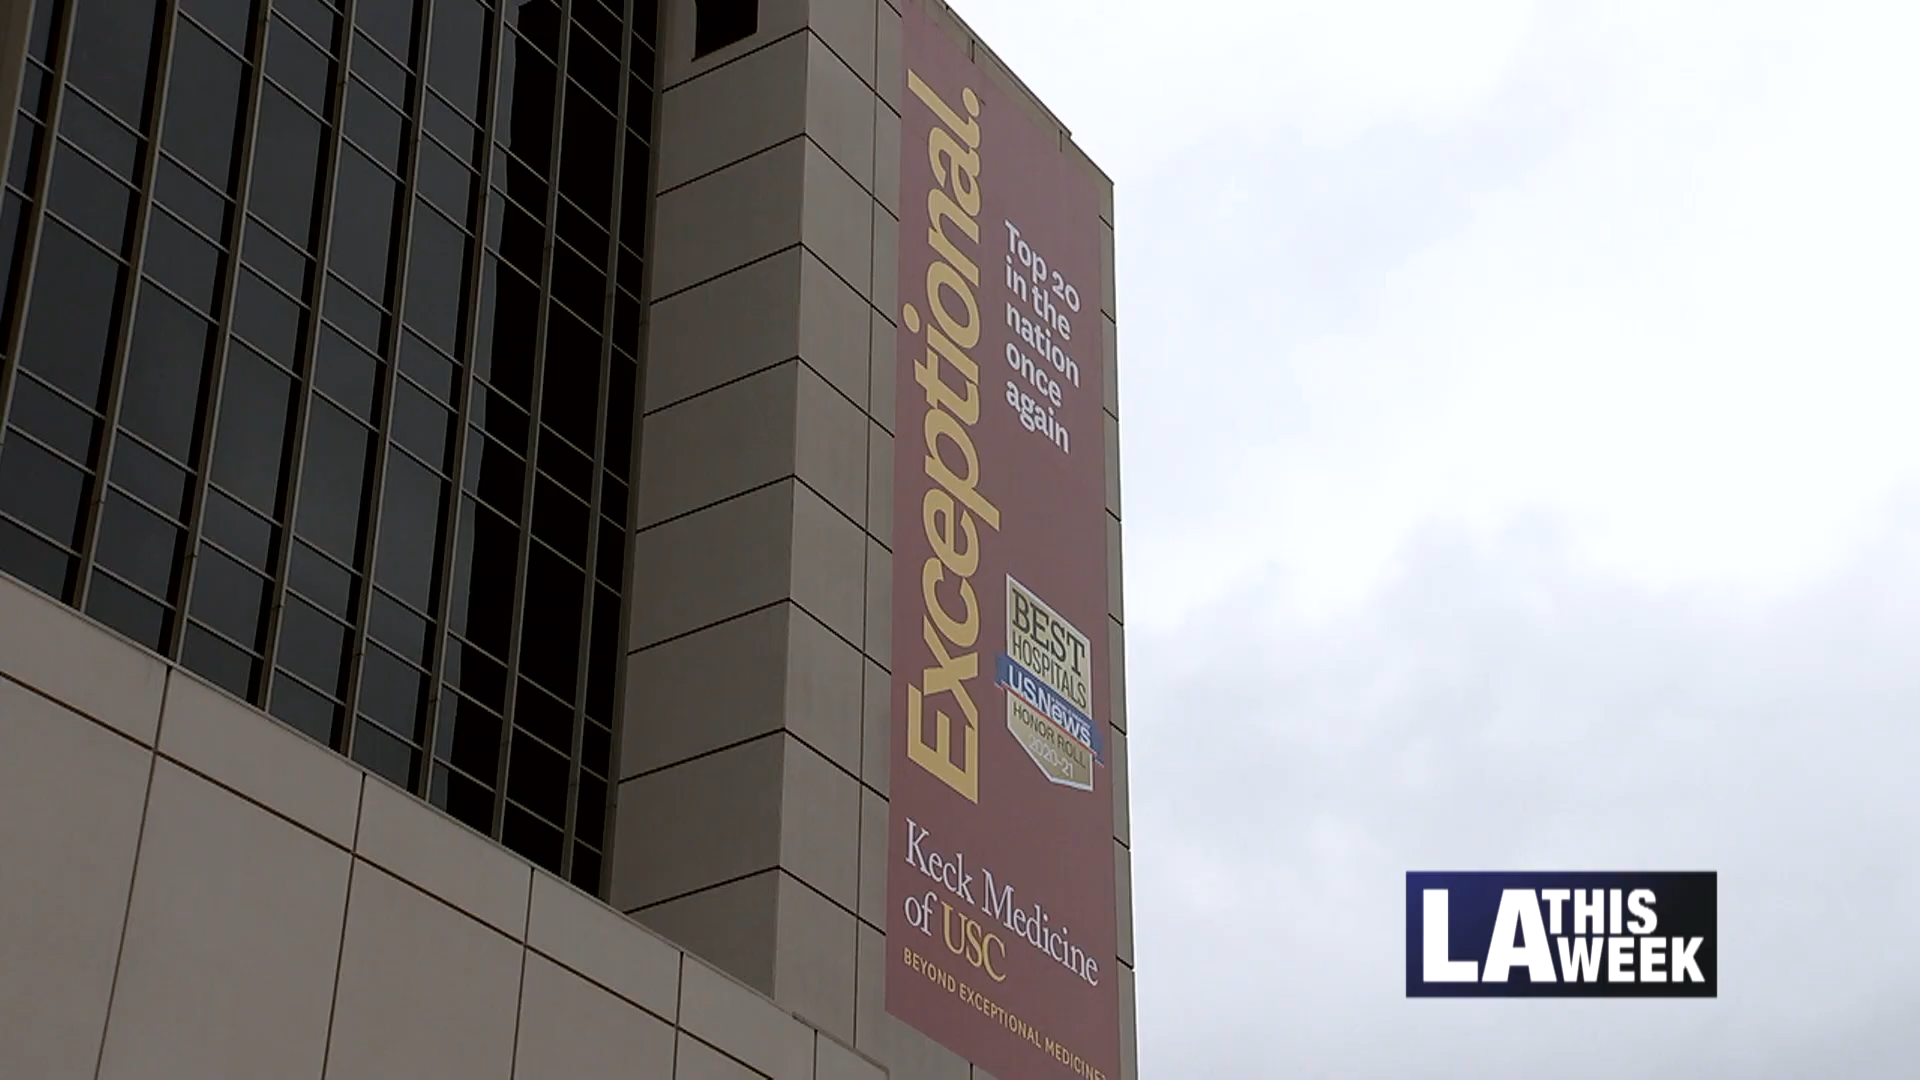 Exceptional.
Top 20
in the
nation
once
again
BEST
HOSPITALS
U.S.News
HONOR ROLL
2020-21
Keck Medicine
of USC
BEYOND EXCEPTIONAL MEDICINE
LA THIS
WEEK